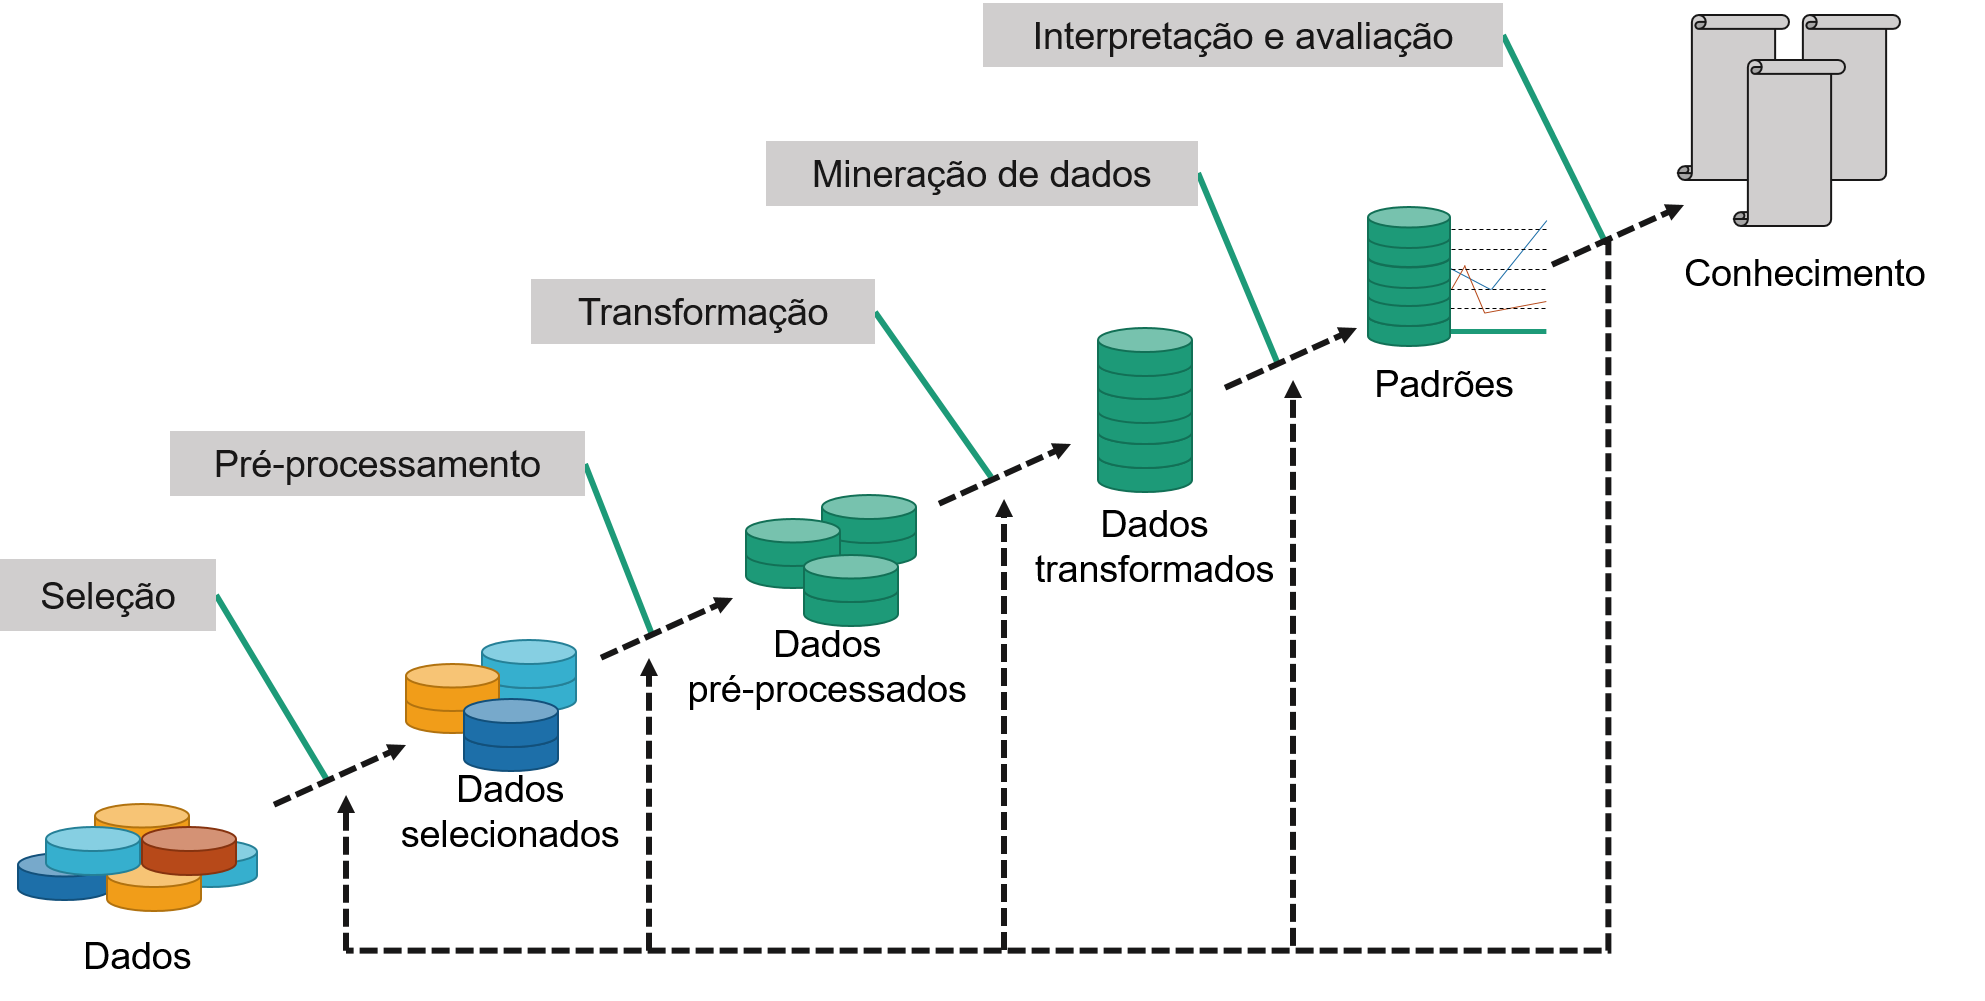 Interpretação e avaliação
Mineração de dados
Conhecimento
Transformação
Padrões
Pré-processamento
Dados
transformados
Seleção
Dados
pré-processados
Dados
selecionados
Dados